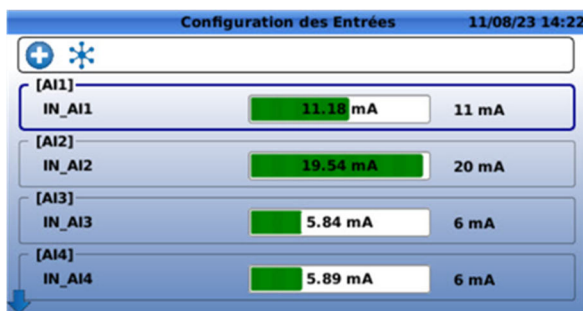 Configuration des Entrées 11/08/23 14:22
[AI1]
IN_AI1 11.18 mA 11 mA
[AI2]
IN_AI2 19.54 mA 20 mA
[AI3]
IN_AI3 5.84 mA 6 mA
[AI4]
IN_AI4 5.89 mA 6 mA